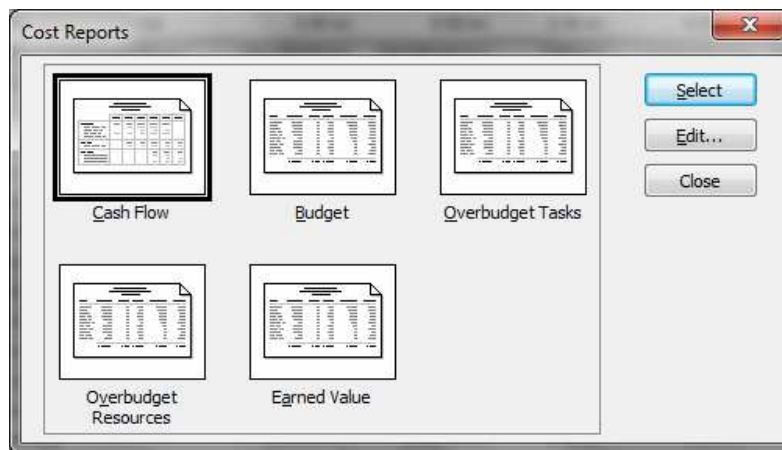 Cost Reports
Select
Edit...
Close
Cash Flow
Budget
Overbudget Tasks
Overbudget
Resources
Earned Value